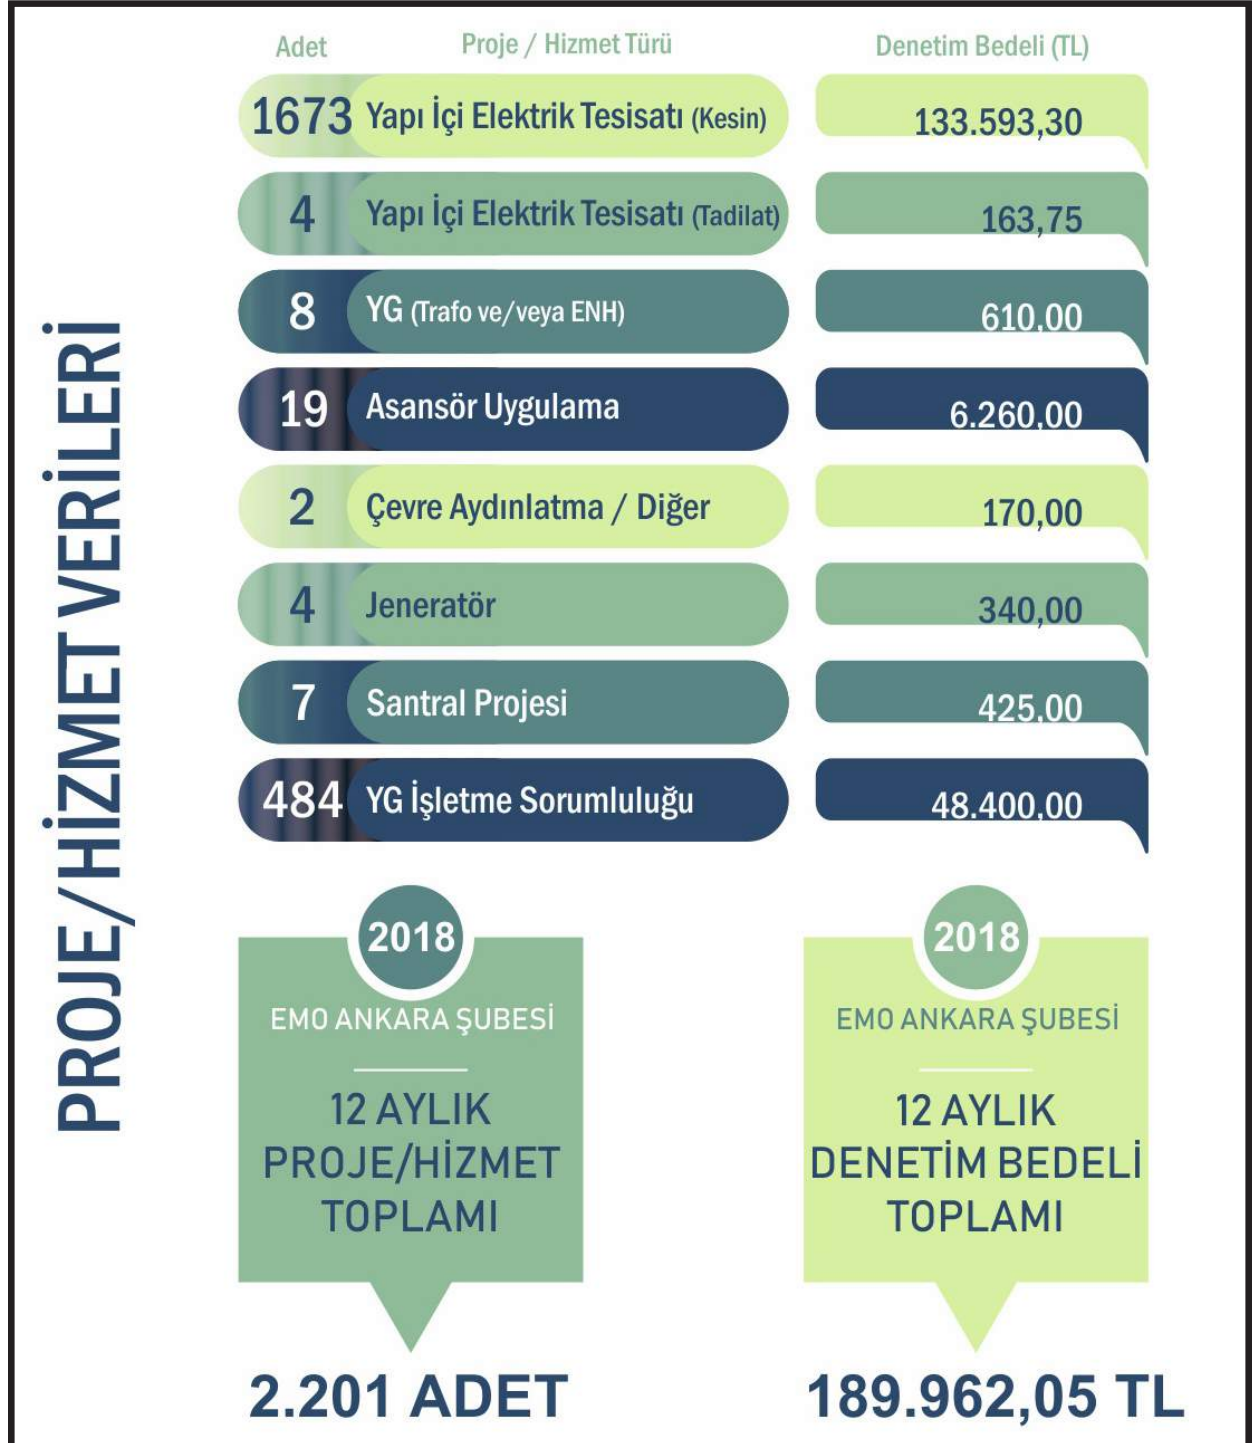 PROJE/HİZMET VERİLERİ
Adet Proje / Hizmet Türü Denetim Bedeli (TL)
1673 Yapı İçi Elektrik Tesisatı (Kesin) 133.593,30
4 Yapı İçi Elektrik Tesisatı (Tadilat) 163,75
8 YG (Trafo ve/veya ENH) 610,00
19 Asansör Uygulama 6.260,00
2 Çevre Aydınlatma / Diğer 170,00
4 Jeneratör 340,00
7 Santral Projesi 425,00
484 YG İşletme Sorumluluğu 48.400,00
2018
EMO ANKARA ŞUBESİ
12 AYLIK
PROJE/HİZMET
TOPLAMI
2.201 ADET
2018
EMO ANKARA ŞUBESİ
12 AYLIK
DENETİM BEDELİ
TOPLAMI
189.962,05 TL